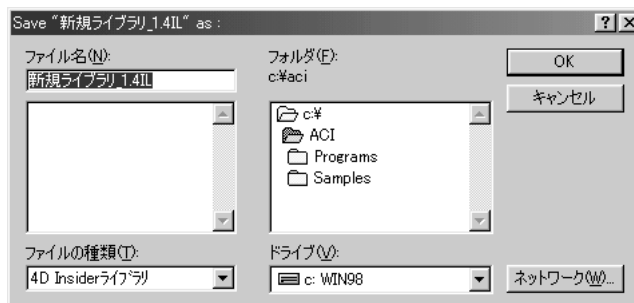 Save "新規ライブラリ_1.4IL" as :
ファイル名(N):
新規ライブラリ_1.4IL
フォルダ(F):
c:¥aci
c:¥
ACI
Programs
Samples
OK
キャンセル
ファイルの種類(T):
4D Insiderライブラリ
ドライブ(V):
c: WIN98
ネットワーク(W)...